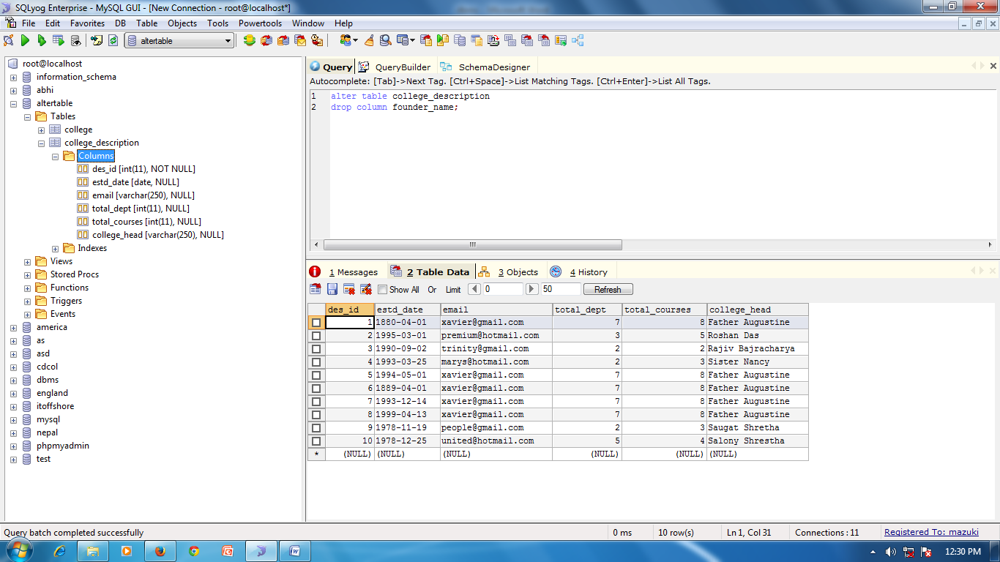 SQLyog Enterprise - MySQL GUI - [New Connection - root@localhost*]
File Edit Favorites DB Table Objects Tools Powertools Window Help
altertable
root@localhost
information_schema
abhi
altertable
Tables
college
college_description
Columns
des_id [int(11), NOT NULL]
estd_date [date, NULL]
email [varchar(250), NULL]
total_dept [int(11), NULL]
total_courses [int(11), NULL]
college_head [varchar(250), NULL]
Indexes
Views
Stored Procs
Functions
Triggers
Events
america
as
asd
cdcol
dbms
england
itoffshore
mysql
nepal
phpmyadmin
test
Query QueryBuilder SchemaDesigner
Autocomplete: [Tab]->Next Tag. [Ctrl+Space]->List Matching Tags. [Ctrl+Enter]->List All Tags.
1 alter table college_description
2 drop column founder_name;
1 Messages 2 Table Data 3 Objects 4 History
Show All Or Limit 0 50 Refresh
des_id estd_date email total_dept total_courses college_head
1 1880-04-01 xavier@gmail.com 7 8 Father Augustine
2 1995-03-01 premium@hotmail.com 3 5 Roshan Das
3 1990-09-02 trinity@gmail.com 2 2 Rajiv Bajracharya
4 1993-03-25 marys@hotmail.com 2 3 Sister Nancy
5 1994-05-01 xavier@gmail.com 7 8 Father Augustine
6 1889-04-01 xavier@gmail.com 7 8 Father Augustine
7 1993-12-14 xavier@gmail.com 7 8 Father Augustine
8 1999-04-13 xavier@gmail.com 7 8 Father Augustine
9 1978-11-19 people@gmail.com 2 3 Saugat Shretha
10 1978-12-25 united@hotmail.com 5 4 Salony Shrestha
* (NULL) (NULL) (NULL) (NULL) (NULL) (NULL)
Query batch completed successfully 0 ms 10 row(s) Ln 1, Col 31 Connections : 11 Registered To: mazuki
12:30 PM